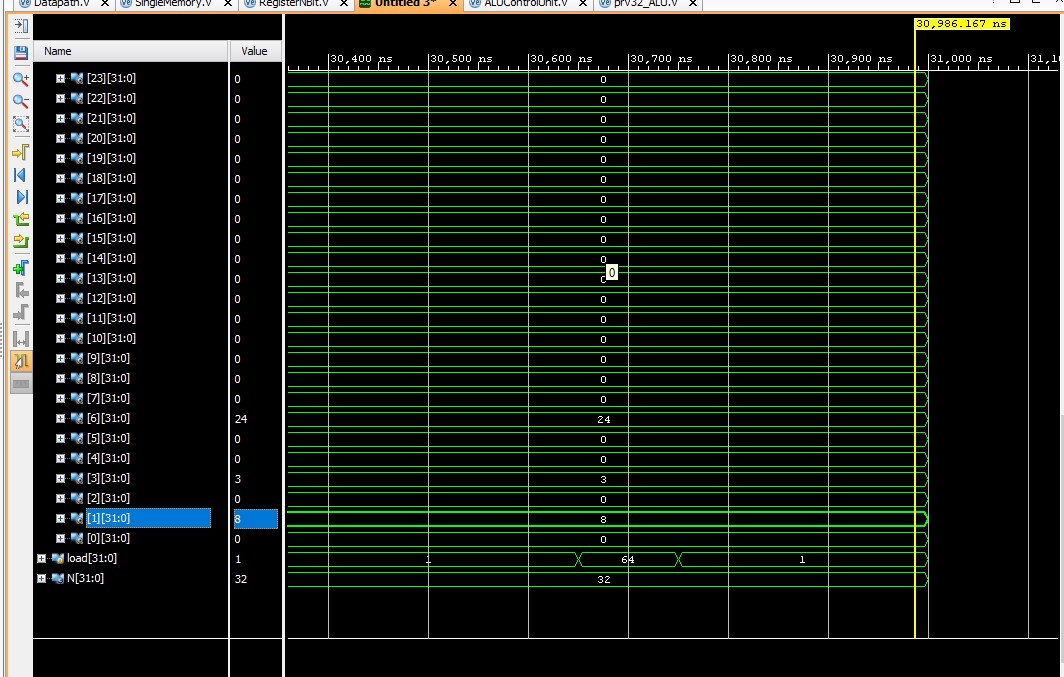 Datapath.v SingleMemory.v RegisterNBit.v Untitled 3* ALUControlUnit.v prv32_ALU.v
30,986.167 ns
Name Value
30,400 ns 30,500 ns 30,600 ns 30,700 ns 30,800 ns 30,900 ns 31,000 ns 31,10
[23][31:0] 0 0
[22][31:0] 0 0
[21][31:0] 0 0
[20][31:0] 0 0
[19][31:0] 0 0
[18][31:0] 0 0
[17][31:0] 0 0
[16][31:0] 0 0
[15][31:0] 0 0
[14][31:0] 0 0
0
[13][31:0] 0 0
[12][31:0] 0 0
[11][31:0] 0 0
[10][31:0] 0 0
[9][31:0] 0 0
[8][31:0] 0 0
[7][31:0] 0 0
[6][31:0] 24 24
[5][31:0] 0 0
[4][31:0] 0 0
[3][31:0] 3 3
[2][31:0] 0 0
[1][31:0] 8 8
[0][31:0] 0 0
load[31:0] 1 1 64 1
N[31:0] 32 32